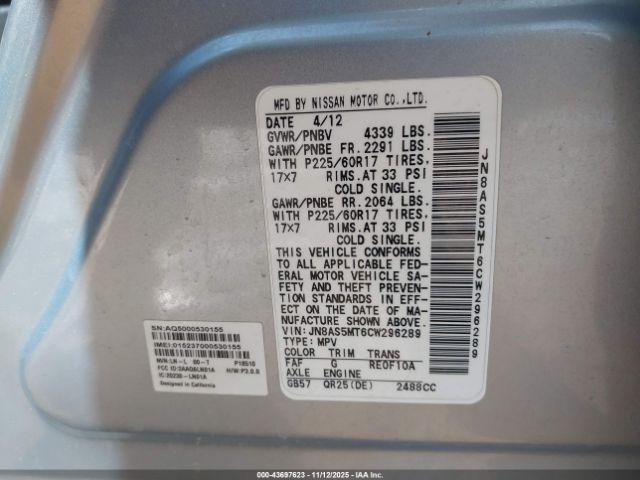 MFD BY NISSAN MOTOR CO.,LTD.
DATE 4/12
GVWR/PNBV 4339 LBS.
GAWR/PNBE FR. 2291 LBS.
WITH P225/60R17 TIRES,
17x7 RIMS.AT 33 PSI
COLD SINGLE.
GAWR/PNBE RR. 2064 LBS.
WITH P225/60R17 TIRES,
17x7 RIMS.AT 33 PSI
COLD SINGLE.
THIS VEHICLE CONFORMS
TO ALL APPLICABLE FED-
ERAL MOTOR VEHICLE SA-
FETY AND THEFT PREVEN-
TION STANDARDS IN EFF-
ECT ON THE DATE OF MA-
NUFACTURE SHOWN ABOVE.
VIN:JN8AS5MT6CW296289
TYPE: MPV
COLOR TRIM TRANS
FAF G RE0F10A
AXLE ENGINE
GB57 QR25(DE) 2488CC
JN8AS5MT6CW296289
SN:AQ5000530155
IMEI:015237000530155
Designed in California
000-43697623 - 11/12/2025 - IAAI.COM